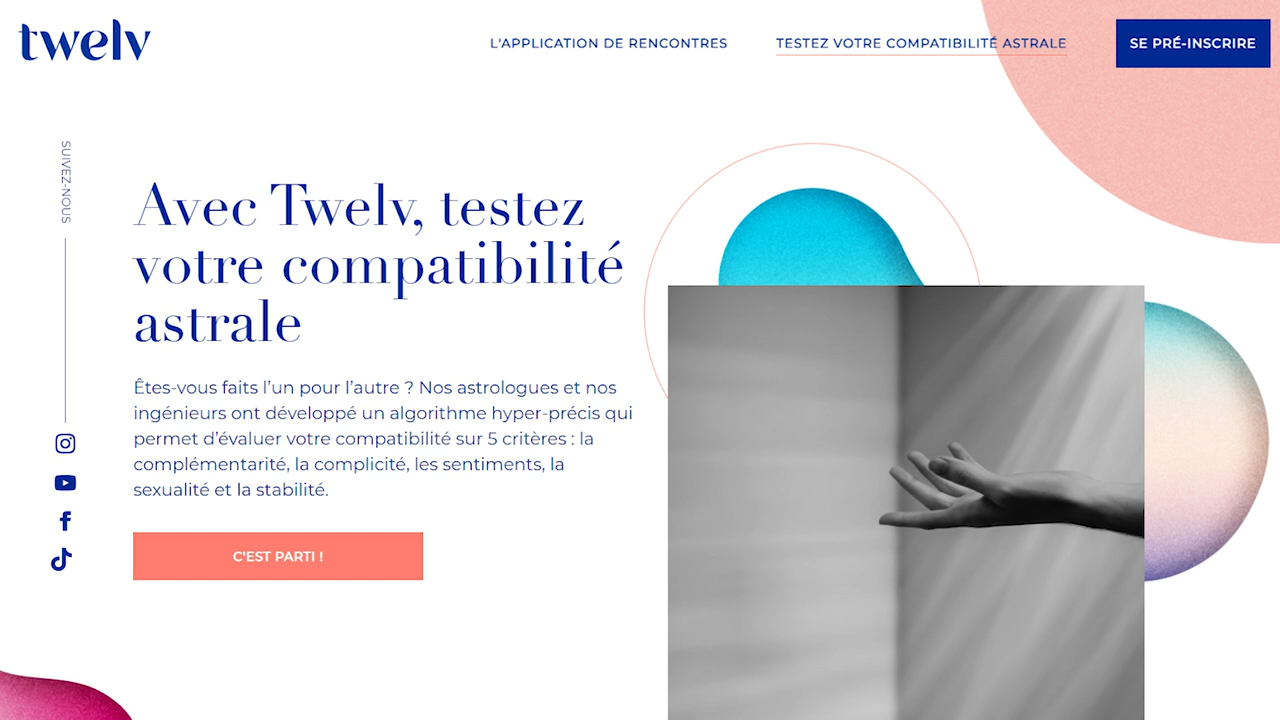 twelv
L'APPLICATION DE RENCONTRES
TESTEZ VOTRE COMPATIBILITÉ ASTRALE
SE PRÉ-INSCRIRE
SUIVEZ-NOUS
Avec Twelv, testez
votre compatibilité
astrale
Êtes-vous faits l’un pour l’autre ? Nos astrologues et nos
ingénieurs ont développé un algorithme hyper-précis qui
permet d’évaluer votre compatibilité sur 5 critères : la
complémentarité, la complicité, les sentiments, la
sexualité et la stabilité.
C'EST PARTI !